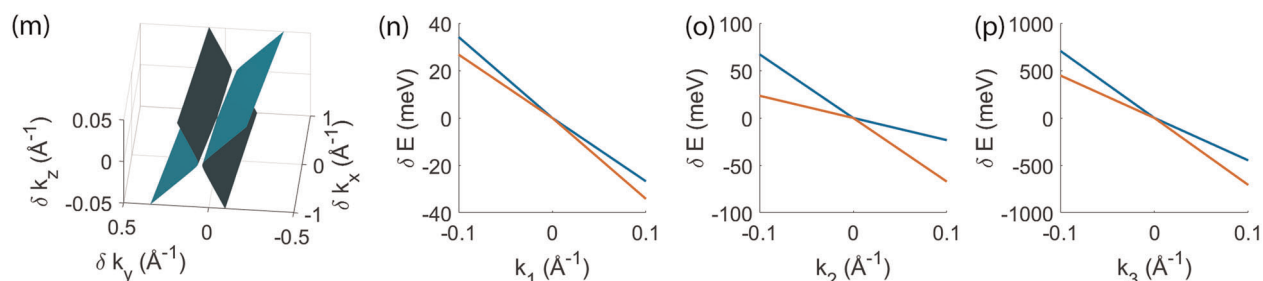 (m)
0.05
0
-0.05
δ k_z (Å⁻¹)
0.5
0
-0.5
δ k_y (Å⁻¹)
1
0
-1
δ k_x (Å⁻¹)
(n)
40
20
0
-20
-40
δ E (meV)
-0.1
0
0.1
k_1 (Å⁻¹)
(o)
100
50
0
-50
-100
δ E (meV)
-0.1
0
0.1
k_2 (Å⁻¹)
(p)
1000
500
0
-500
-1000
δ E (meV)
-0.1
0
0.1
k_3 (Å⁻¹)